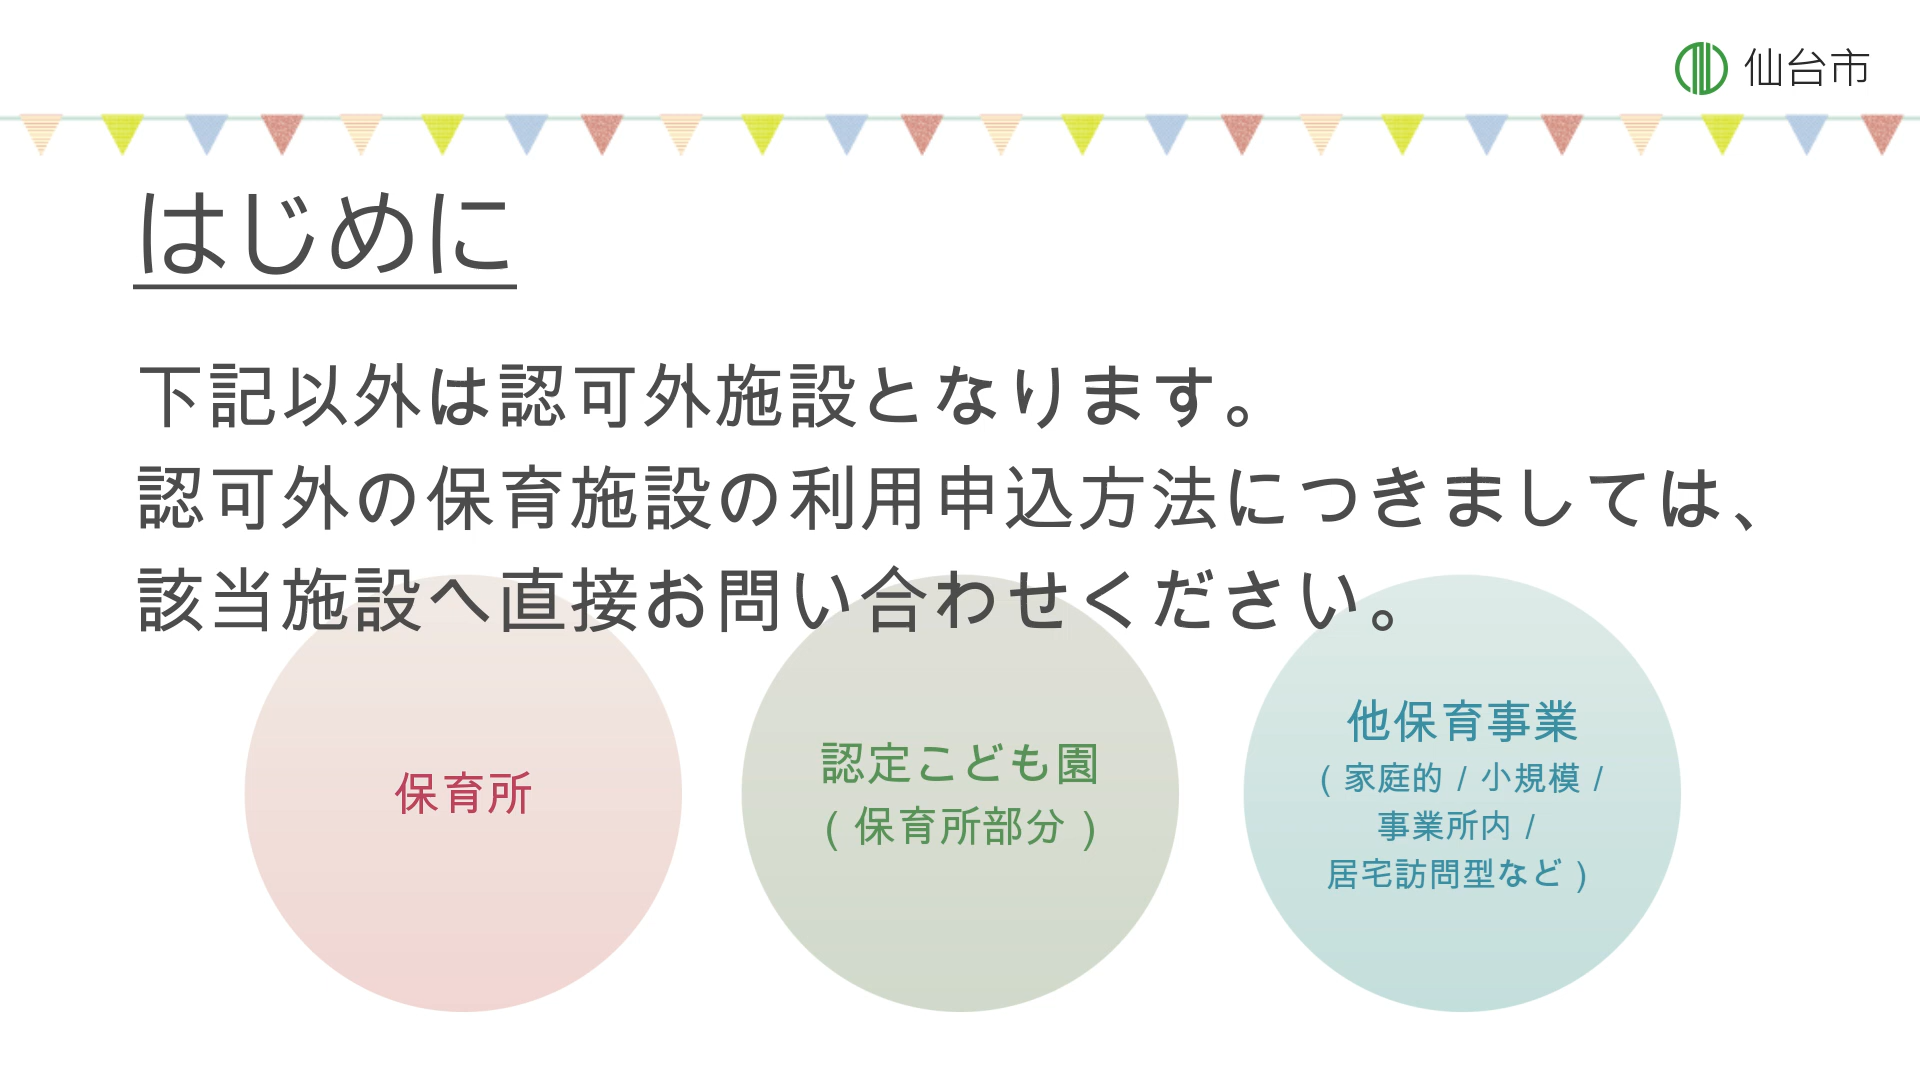 仙台市
はじめに
下記以外は認可外施設となります。
認可外の保育施設の利用申込方法につきましては、
該当施設へ直接お問い合わせください。
保育所
認定こども園
( 保育所部分 )
他保育事業
( 家庭的 / 小規模 /
事業所内 /
居宅訪問型など )